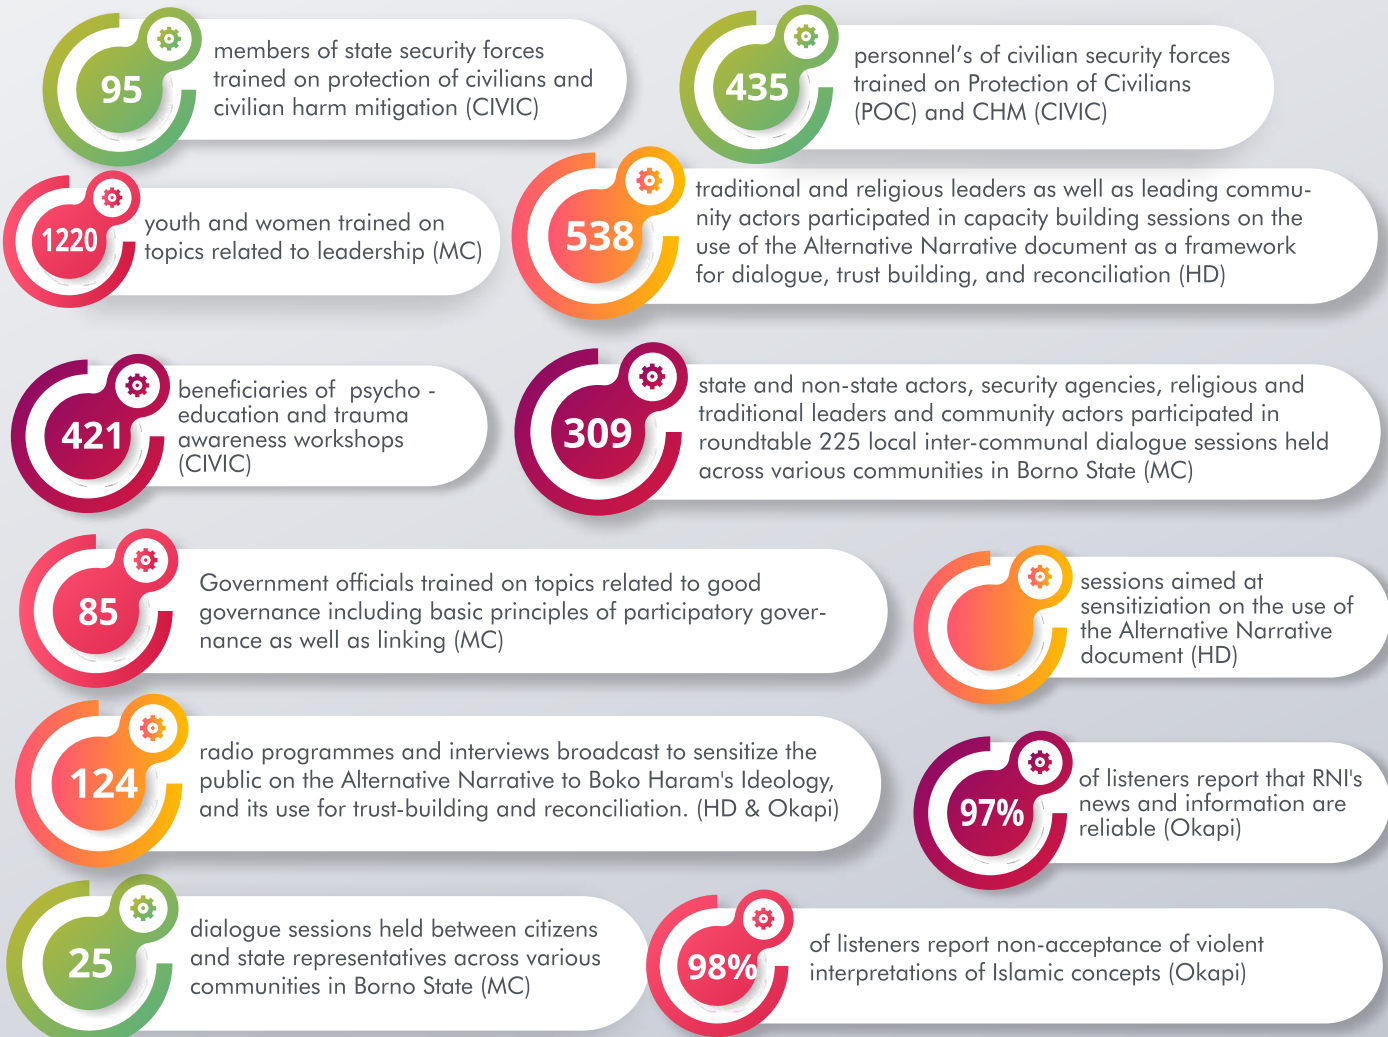 95
members of state security forces
trained on protection of civilians and
civilian harm mitigation (CIVIC)
435
personnel's of civilian security forces
trained on Protection of Civilians
(POC) and CHM (CIVIC)
1220
youth and women trained on
topics related to leadership (MC)
538
traditional and religious leaders as well as leading commu-
nity actors participated in capacity building sessions on the
use of the Alternative Narrative document as a framework
for dialogue, trust building, and reconciliation (HD)
421
beneficiaries of psycho -
education and trauma
awareness workshops
(CIVIC)
309
state and non-state actors, security agencies, religious and
traditional leaders and community actors participated in
roundtable 225 local inter-communal dialogue sessions held
across various communities in Borno State (MC)
85
Government officials trained on topics related to good
governance including basic principles of participatory gover-
nance as well as linking (MC)
sessions aimed at
sensitiziation on the use of
the Alternative Narrative
document (HD)
124
radio programmes and interviews broadcast to sensitize the
public on the Alternative Narrative to Boko Haram's Ideology,
and its use for trust-building and reconciliation. (HD & Okapi)
97%
of listeners report that RNI's
news and information are
reliable (Okapi)
25
dialogue sessions held between citizens
and state representatives across various
communities in Borno State (MC)
98%
of listeners report non-acceptance of violent
interpretations of Islamic concepts (Okapi)